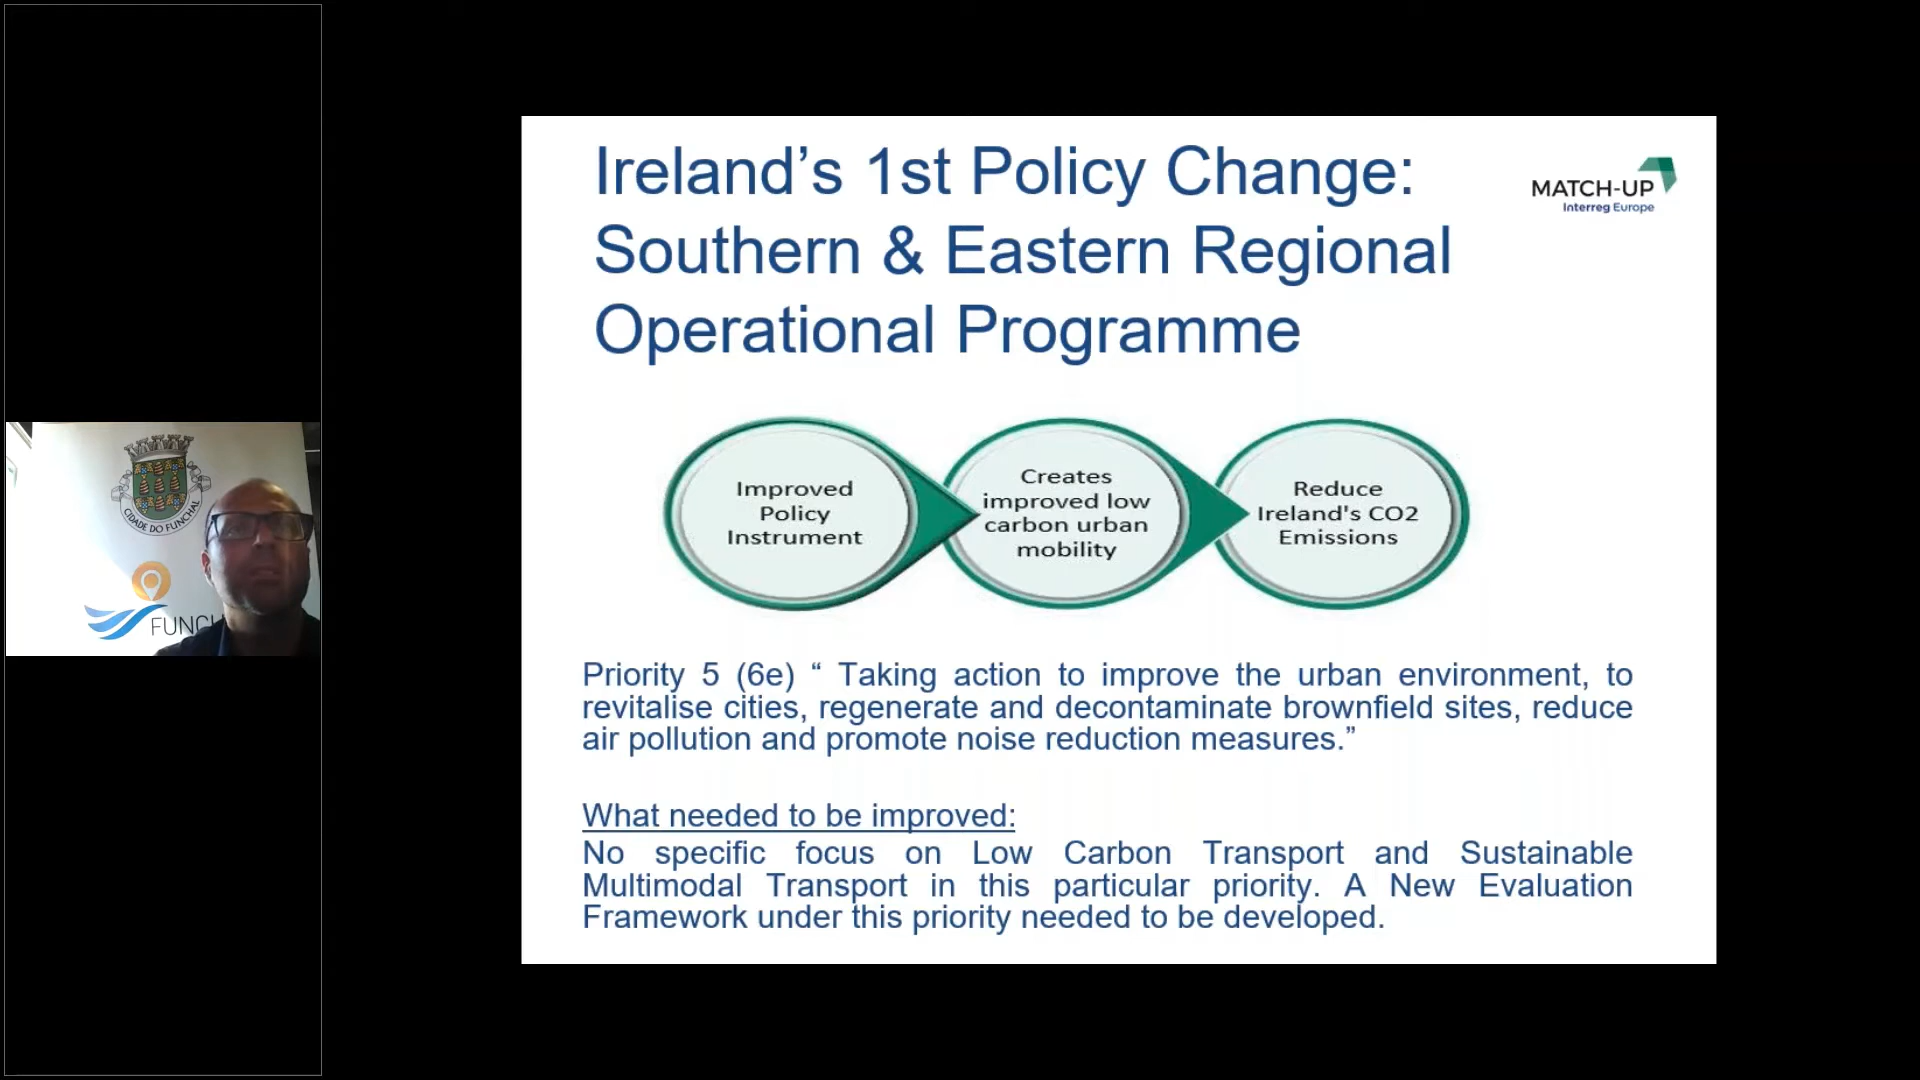 Ireland’s 1st Policy Change:
Southern & Eastern Regional
Operational Programme
MATCH-UP
Interreg Europe
Improved
Policy
Instrument
Creates
improved low
carbon urban
mobility
Reduce
Ireland's CO2
Emissions
Priority 5 (6e) “ Taking action to improve the urban environment, to
revitalise cities, regenerate and decontaminate brownfield sites, reduce
air pollution and promote noise reduction measures.”
What needed to be improved:
No specific focus on Low Carbon Transport and Sustainable
Multimodal Transport in this particular priority. A New Evaluation
Framework under this priority needed to be developed.
CIDADE DO FUNCHAL